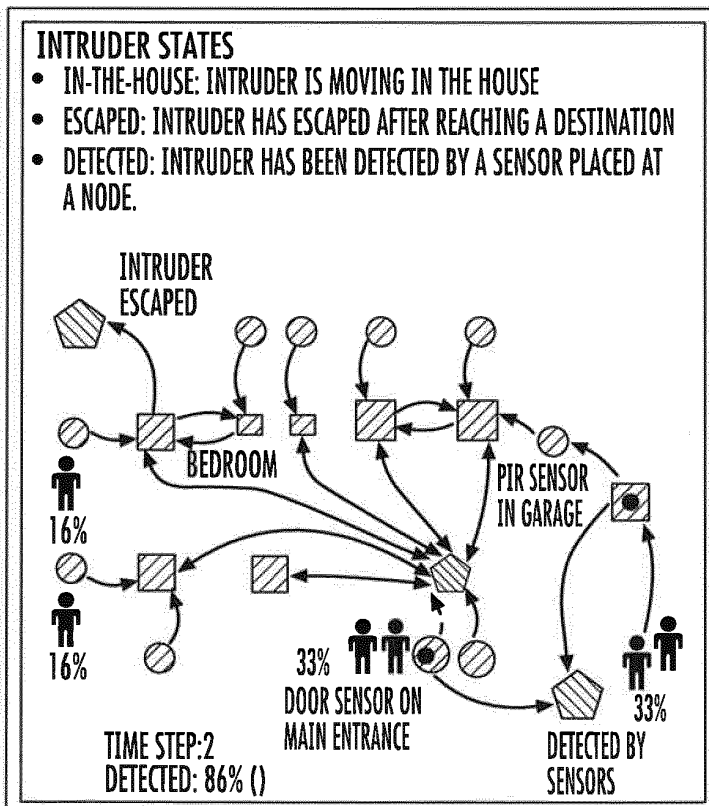 INTRUDER STATES
• IN-THE-HOUSE: INTRUDER IS MOVING IN THE HOUSE
• ESCAPED: INTRUDER HAS ESCAPED AFTER REACHING A DESTINATION
• DETECTED: INTRUDER HAS BEEN DETECTED BY A SENSOR PLACED AT
A NODE.
INTRUDER
ESCAPED
BEDROOM
PIR SENSOR
IN GARAGE
16%
16%
33%
DOOR SENSOR ON
MAIN ENTRANCE
33%
DETECTED BY
SENSORS
TIME STEP:2
DETECTED: 86% ()